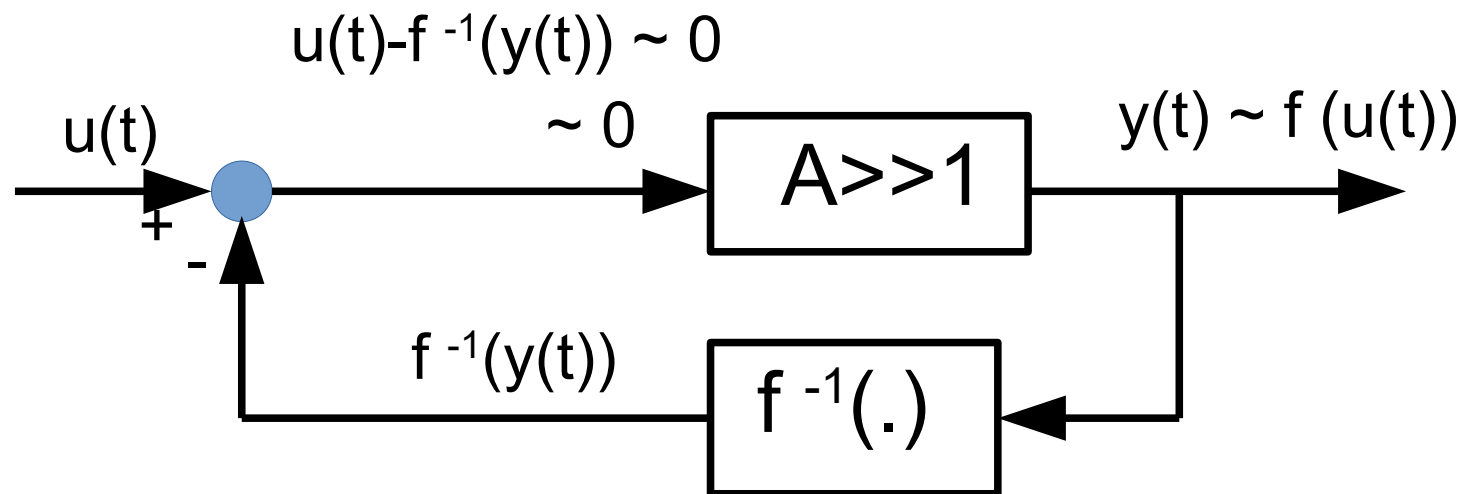 u(t)-f ⁻¹(y(t)) ~ 0
u(t)
~ 0
A>>1
y(t) ~ f (u(t))
+
-
f ⁻¹(y(t))
f ⁻¹(.)